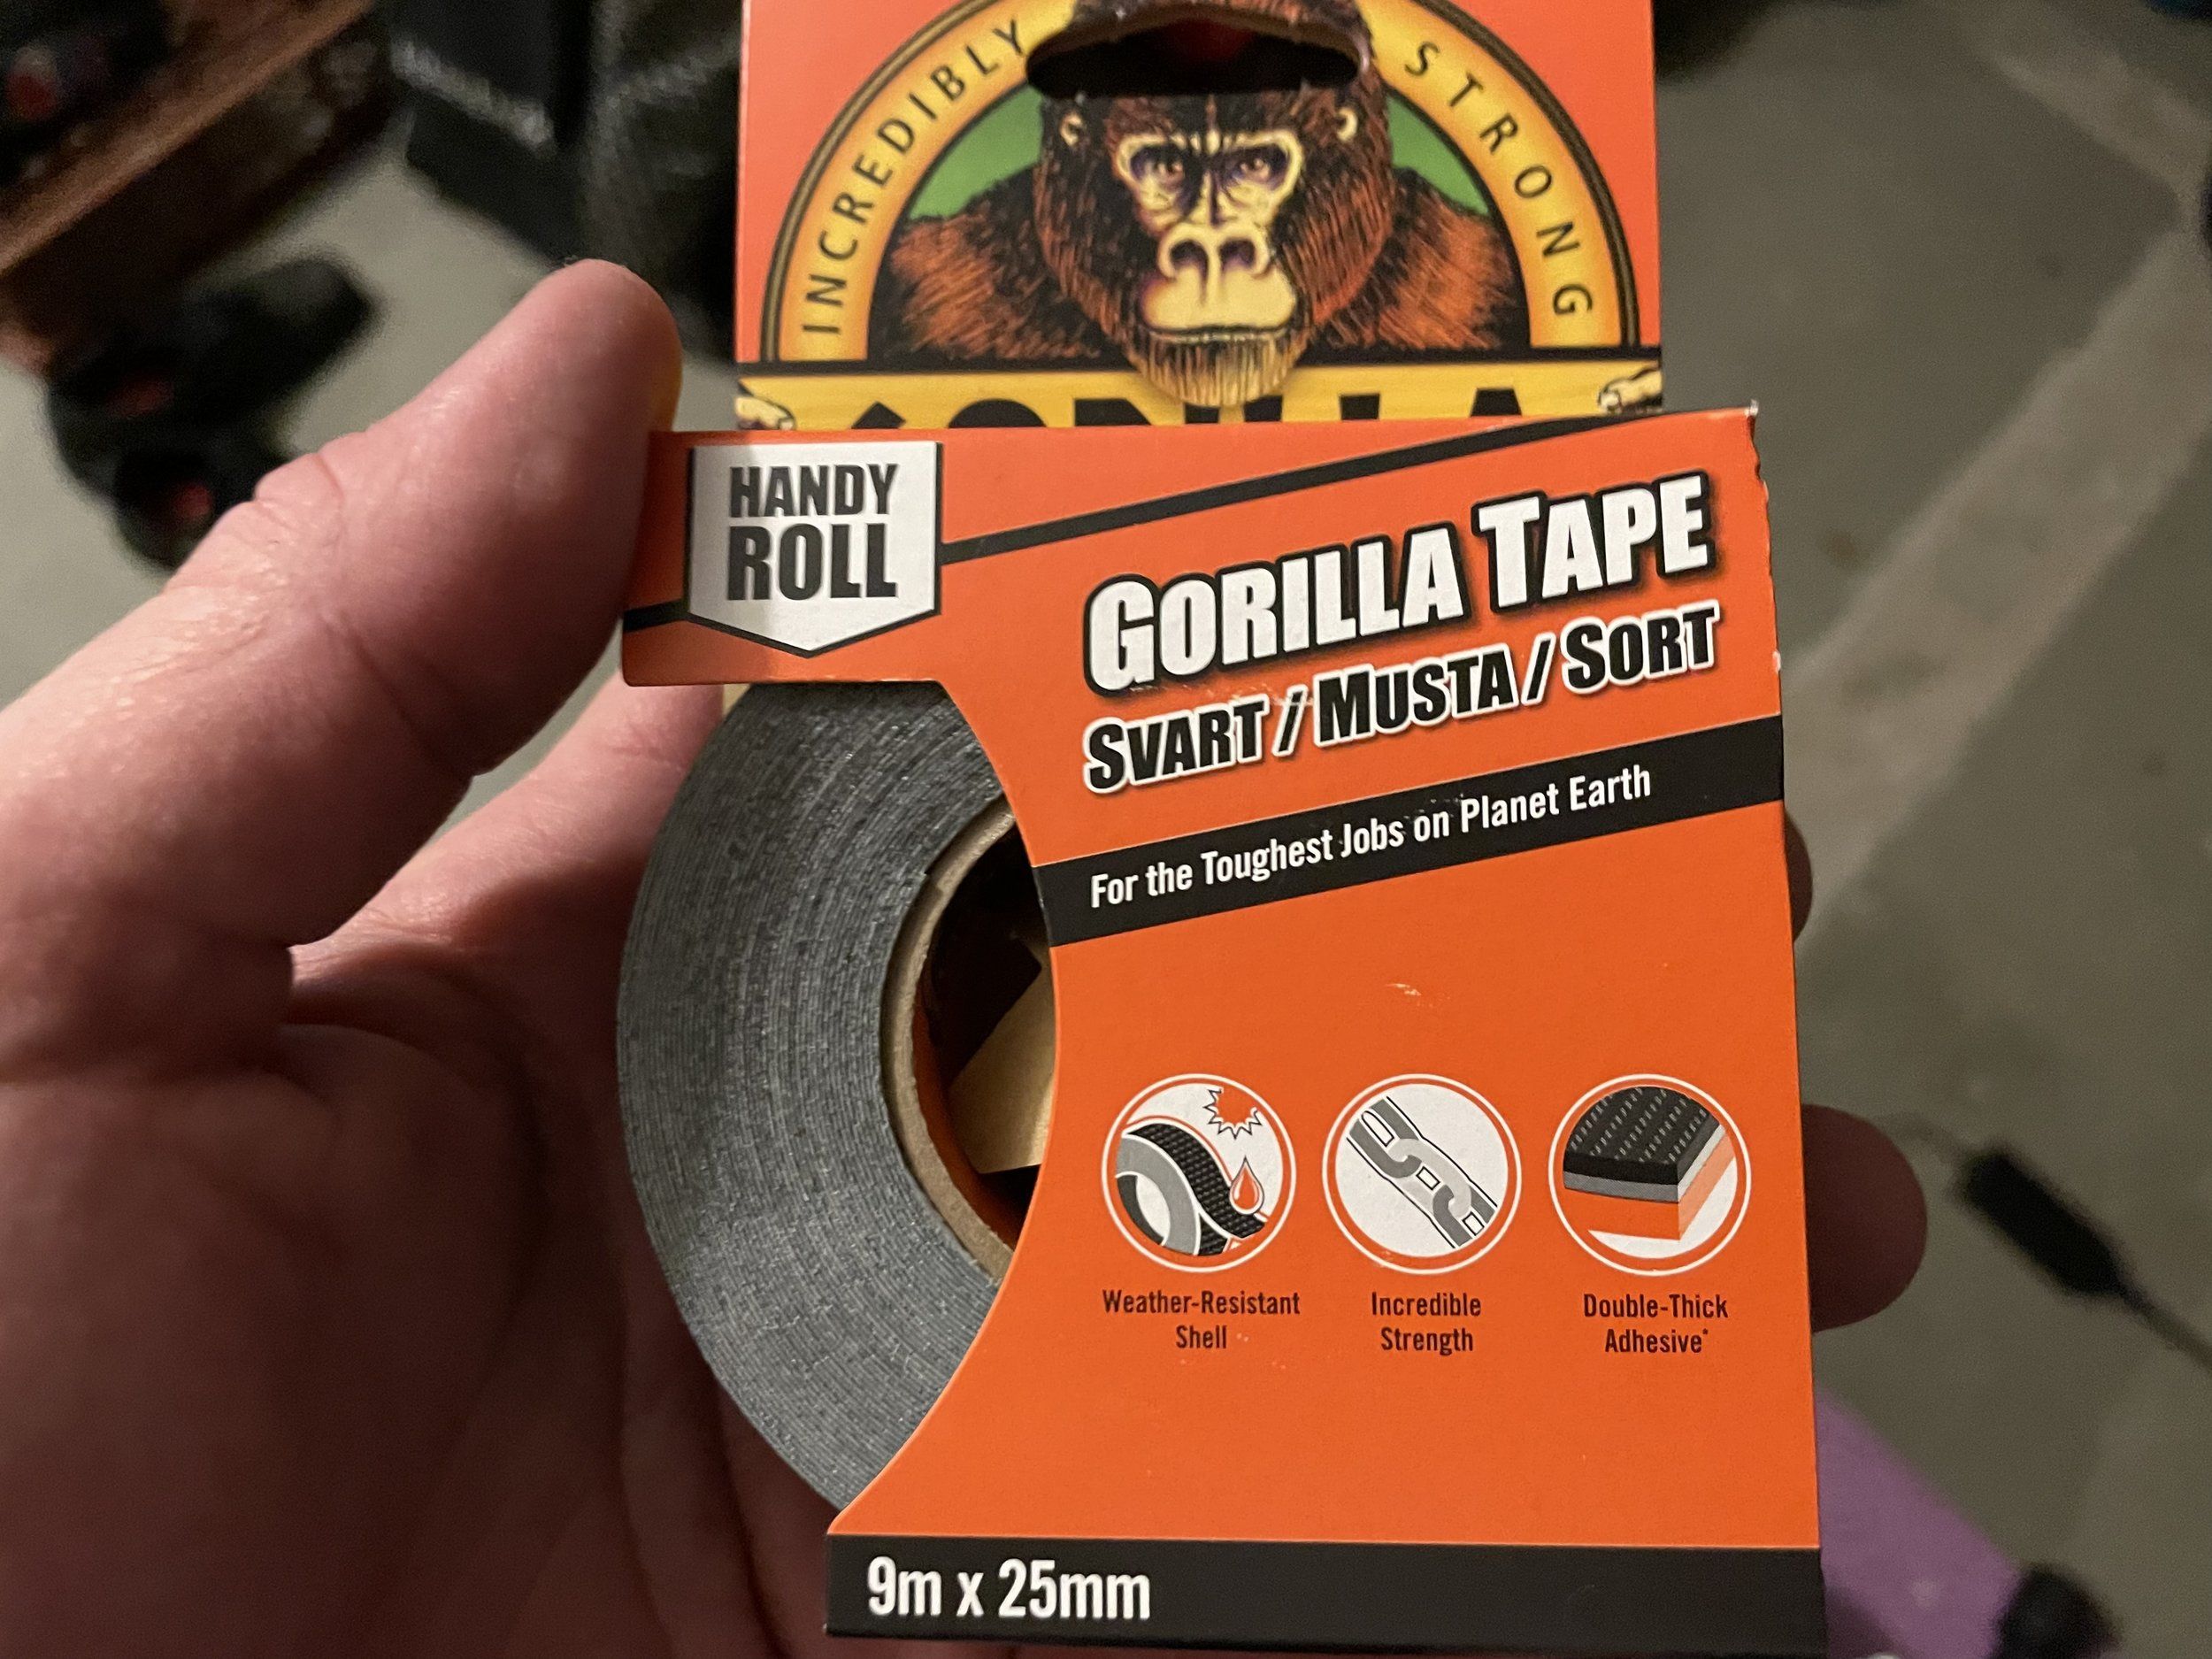 INCREDIBLY STRONG
GORILLA
HANDY
ROLL
GORILLA TAPE
SVART / MUSTA / SORT
For the Toughest Jobs on Planet Earth
Weather-Resistant
Shell
Incredible
Strength
Double-Thick
Adhesive*
9m x 25mm